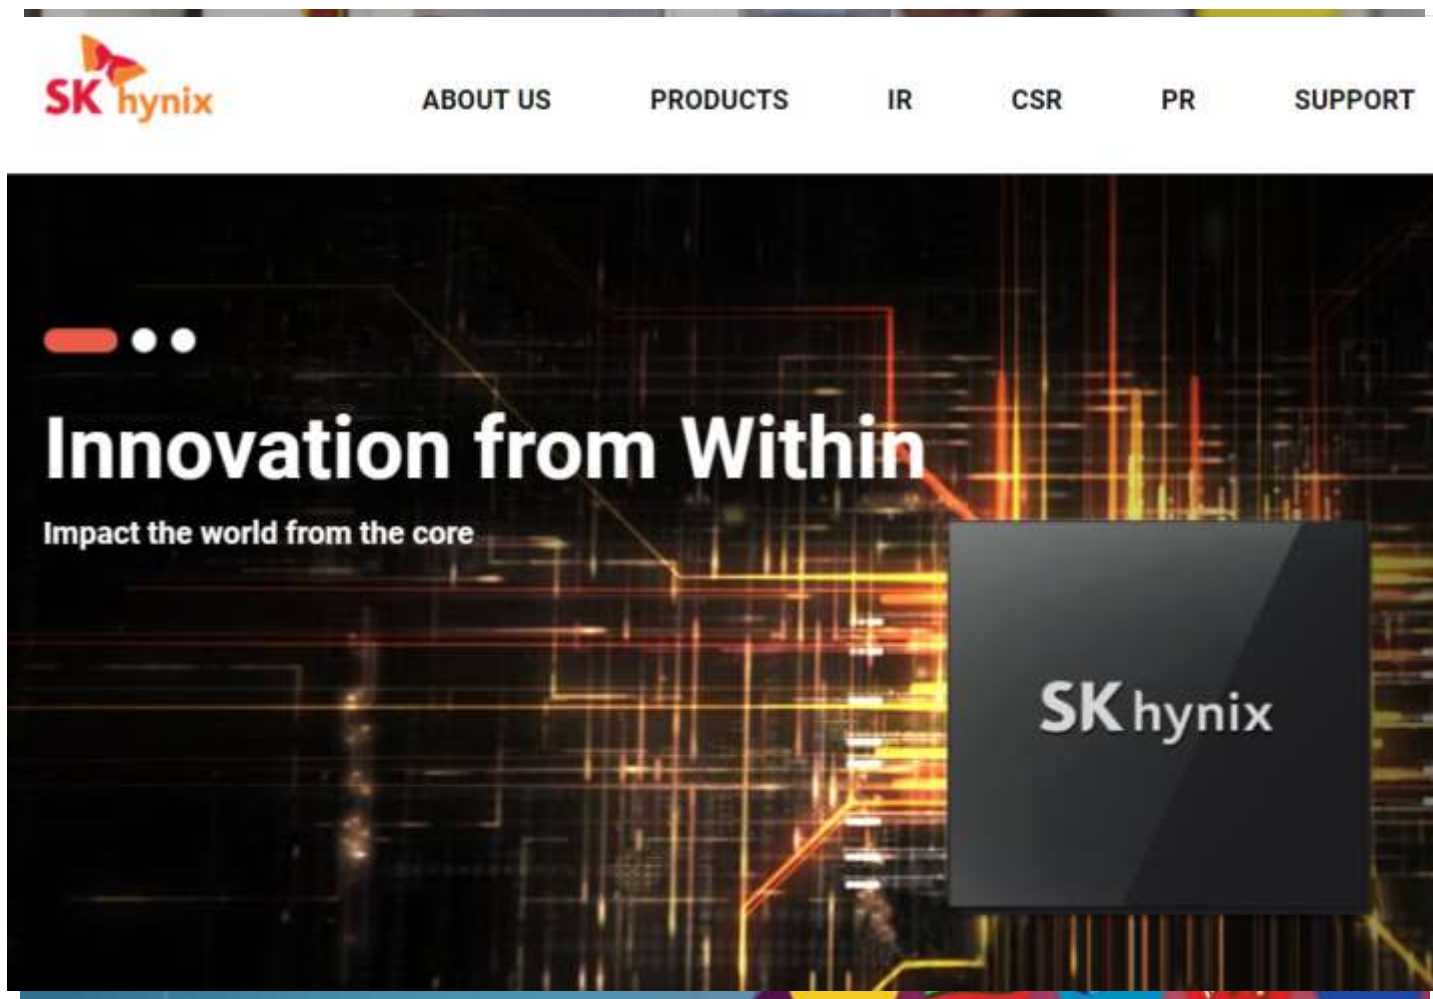 SK hynix
ABOUT US PRODUCTS IR CSR PR SUPPORT
Innovation from Within
Impact the world from the core
SK hynix